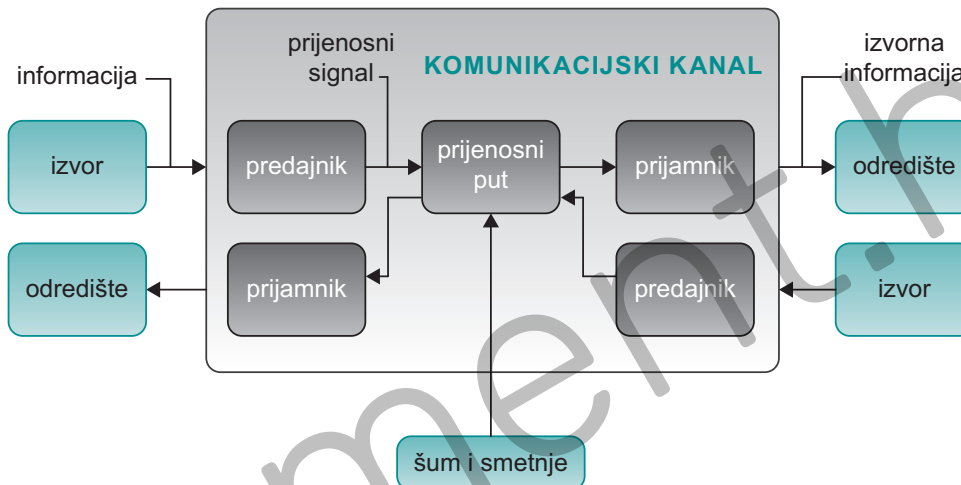 informacija
prijenosni
signal
KOMUNIKACIJSKI KANAL
izvorna
informacija
izvor
predajnik
prijenosni
put
prijamnik
odredište
odredište
prijamnik
predajnik
izvor
šum i smetnje